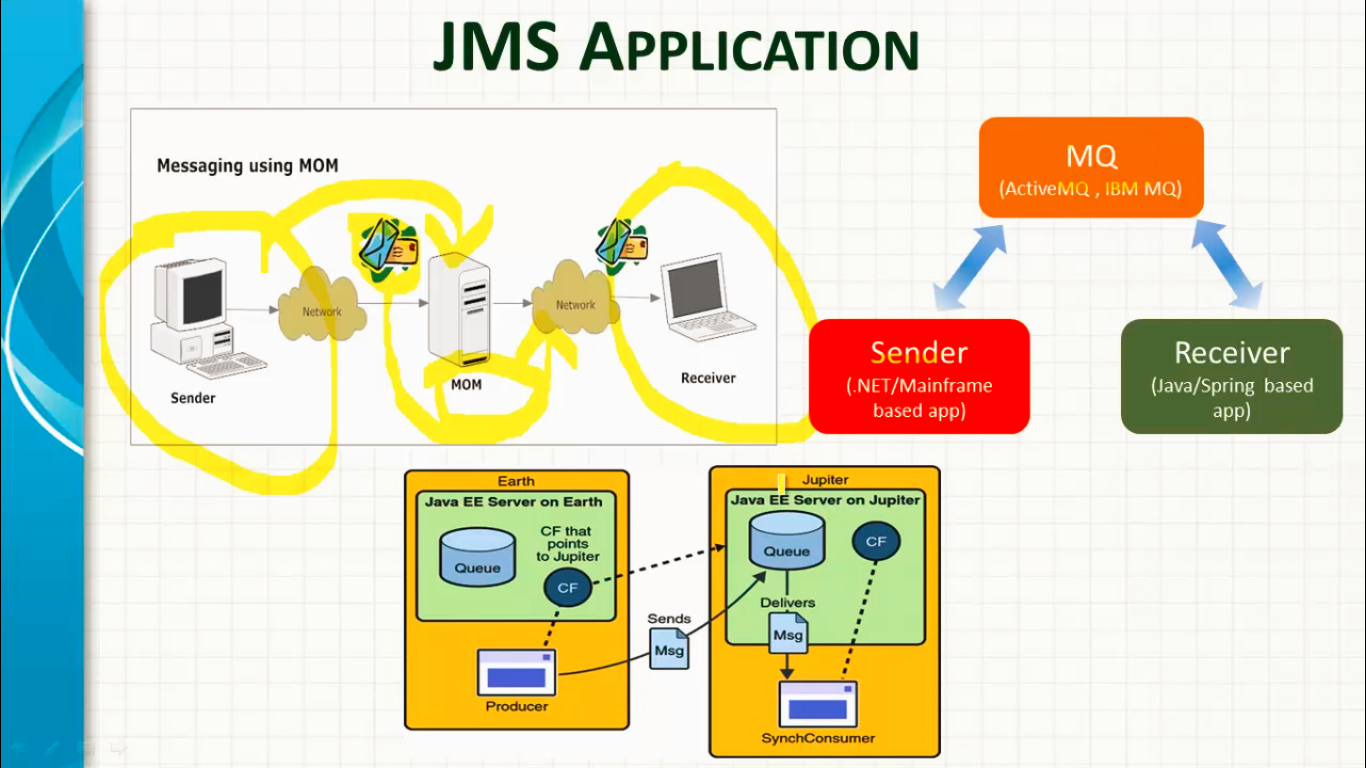 JMS APPLICATION
Messaging using MOM
Network
Network
Sender
MOM
Receiver
MQ
(ActiveMQ , IBM MQ)
Sender
(.NET/Mainframe
based app)
Receiver
(Java/Spring based
app)
Earth
Java EE Server on Earth
Queue
CF that
points
to Jupiter
CF
Producer
Sends
Msg
Jupiter
Java EE Server on Jupiter
Queue
CF
Delivers
Msg
SynchConsumer